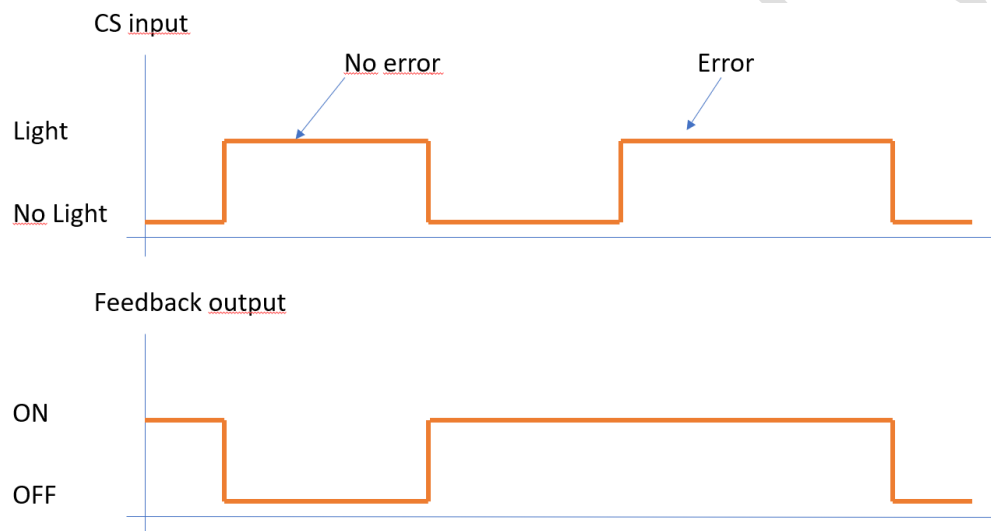 CS input
No error
Error
Light
No Light
Feedback output
ON
OFF